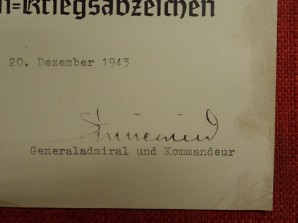 n=Kriegsabzeichen
20. Dezember 1943
Generaladmiral und Kommandeur